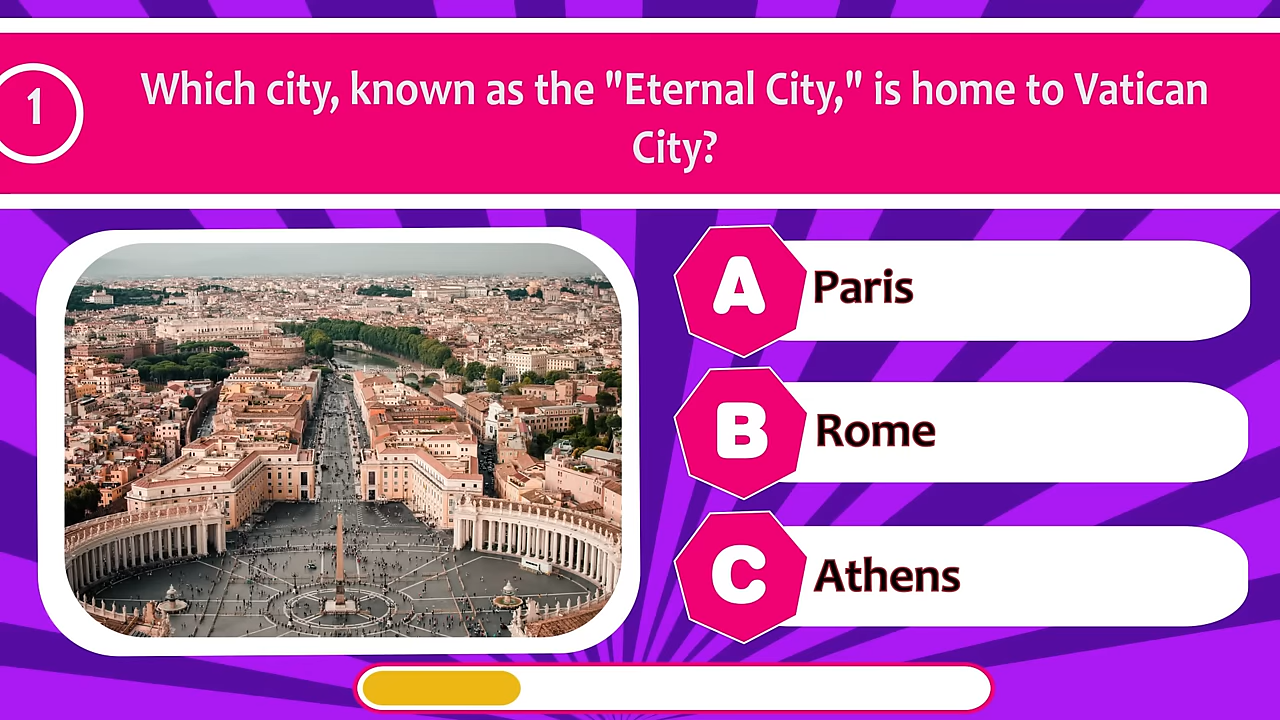 1
Which city, known as the "Eternal City," is home to Vatican
City?
A Paris
B Rome
C Athens